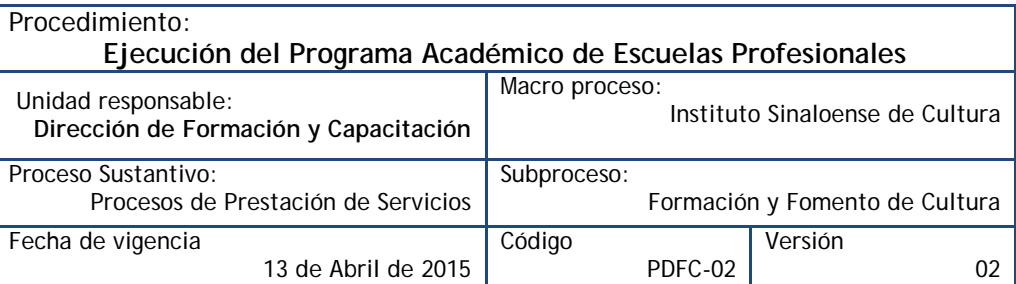 Procedimiento:
Ejecución del Programa Académico de Escuelas Profesionales
Unidad responsable:
Dirección de Formación y Capacitación
Macro proceso:
Instituto Sinaloense de Cultura
Proceso Sustantivo:
Procesos de Prestación de Servicios
Subproceso:
Formación y Fomento de Cultura
Fecha de vigencia
13 de Abril de 2015
Código
PDFC-02
Versión
02